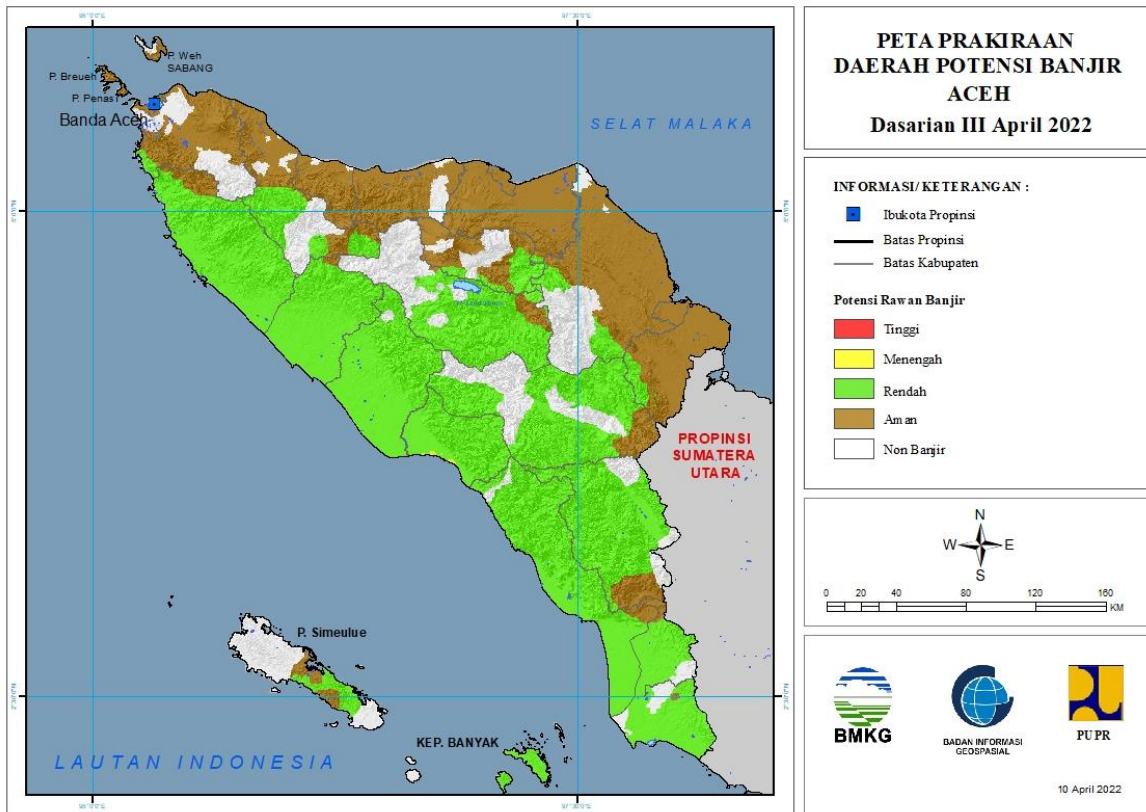 PETA PRAKIRAAN
DAERAH POTENSI BANJIR
ACEH
Dasarian III April 2022
INFORMASI/ KETERANGAN :
Ibukota Propinsi
Batas Propinsi
Batas Kabupaten
Potensi Rawan Banjir
Tinggi
Menengah
Rendah
Aman
Non Banjir
N
W E
S
0 20 40 80 120 160
KM
BMKG
BADAN INFORMASI
GEOSPASIAL
PUPR
10 April 2022
P. Weh
SABANG
P. Breueh
P. Penasi
Banda Aceh
SELAT MALAKA
PROPINSI
SUMATERA
UTARA
P. Simeulue
KEP. BANYAK
LAUTAN INDONESIA